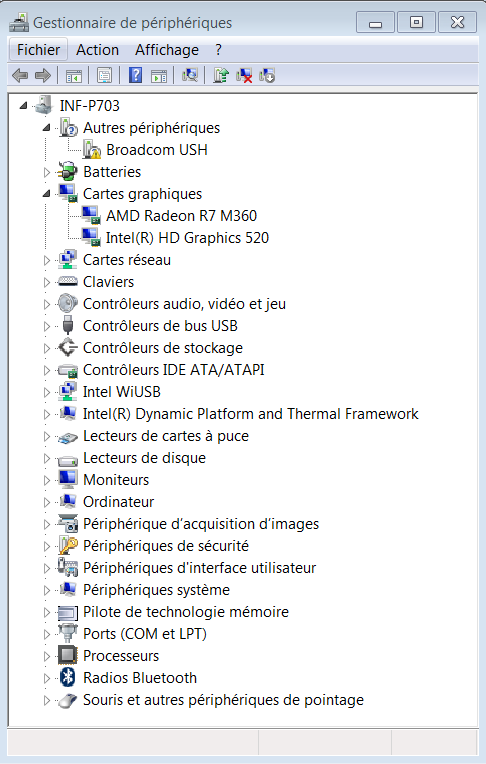 Gestionnaire de périphériques
Fichier Action Affichage ?
INF-P703
Autres périphériques
Broadcom USH
Batteries
Cartes graphiques
AMD Radeon R7 M360
Intel(R) HD Graphics 520
Cartes réseau
Claviers
Contrôleurs audio, vidéo et jeu
Contrôleurs de bus USB
Contrôleurs de stockage
Contrôleurs IDE ATA/ATAPI
Intel WiUSB
Intel(R) Dynamic Platform and Thermal Framework
Lecteurs de cartes à puce
Lecteurs de disque
Moniteurs
Ordinateur
Périphérique d'acquisition d'images
Périphériques de sécurité
Périphériques d'interface utilisateur
Périphériques système
Pilote de technologie mémoire
Ports (COM et LPT)
Processeurs
Radios Bluetooth
Souris et autres périphériques de pointage